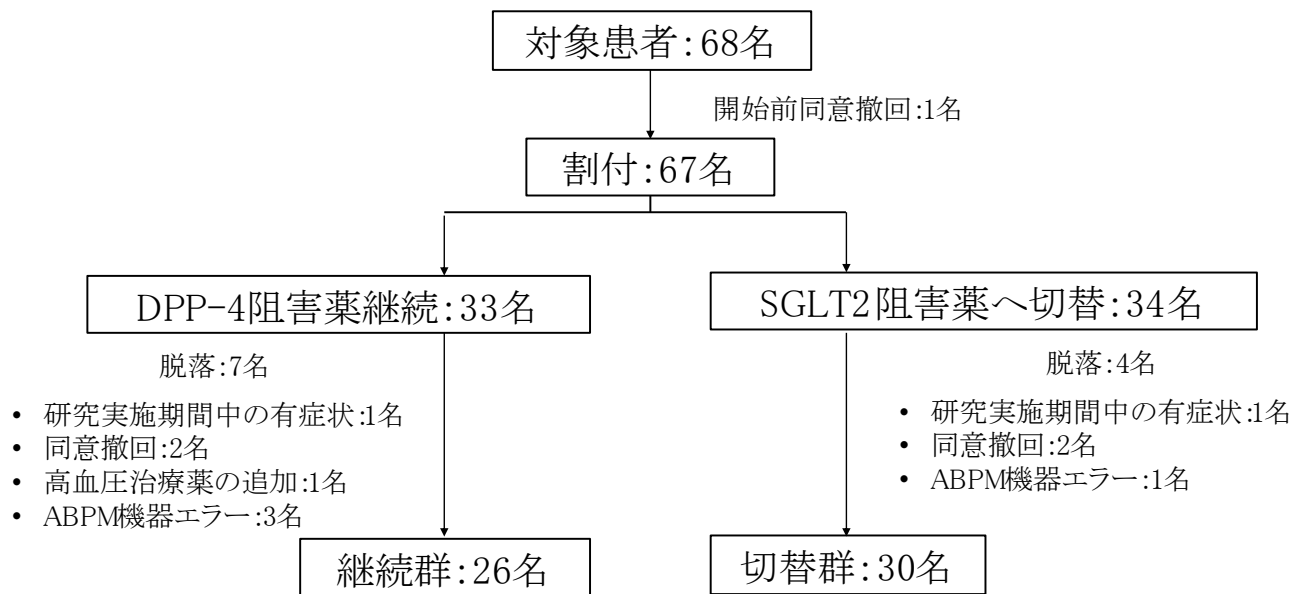 対象患者:68名
開始前同意撤回:1名
割付:67名
DPP-4阻害薬継続:33名
SGLT2阻害薬へ切替:34名
脱落:7名
• 研究実施期間中の有症状:1名
• 同意撤回:2名
• 高血圧治療薬の追加:1名
• ABPM機器エラー:3名
脱落:4名
• 研究実施期間中の有症状:1名
• 同意撤回:2名
• ABPM機器エラー:1名
継続群:26名
切替群:30名